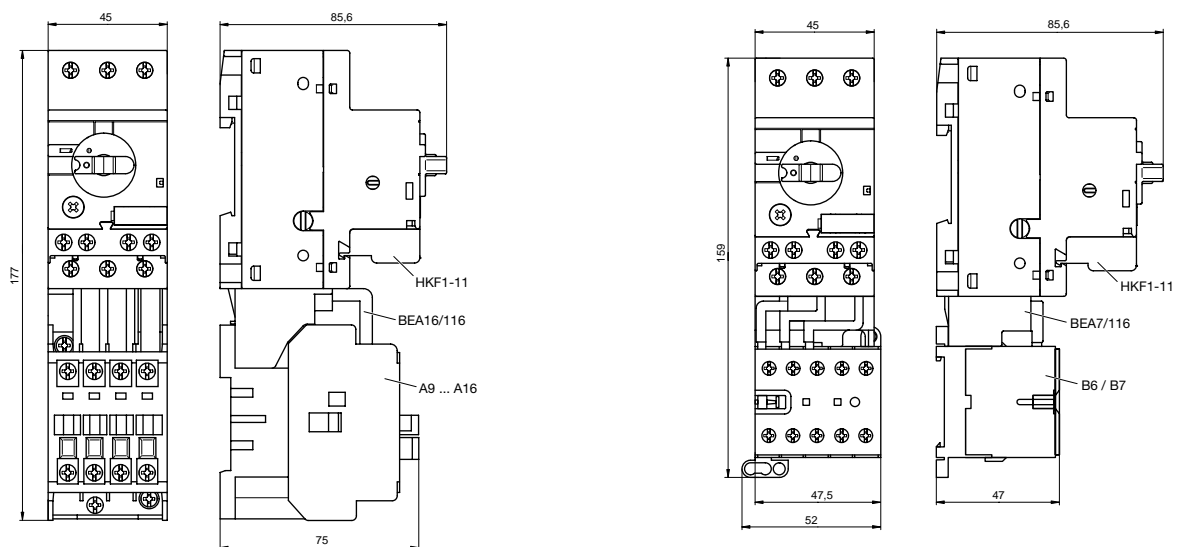 45
85,6
177
HKF1-11
BEA16/116
A9 ... A16
75
45
85,6
159
HKF1-11
BEA7/116
B6 / B7
47,5
47
52